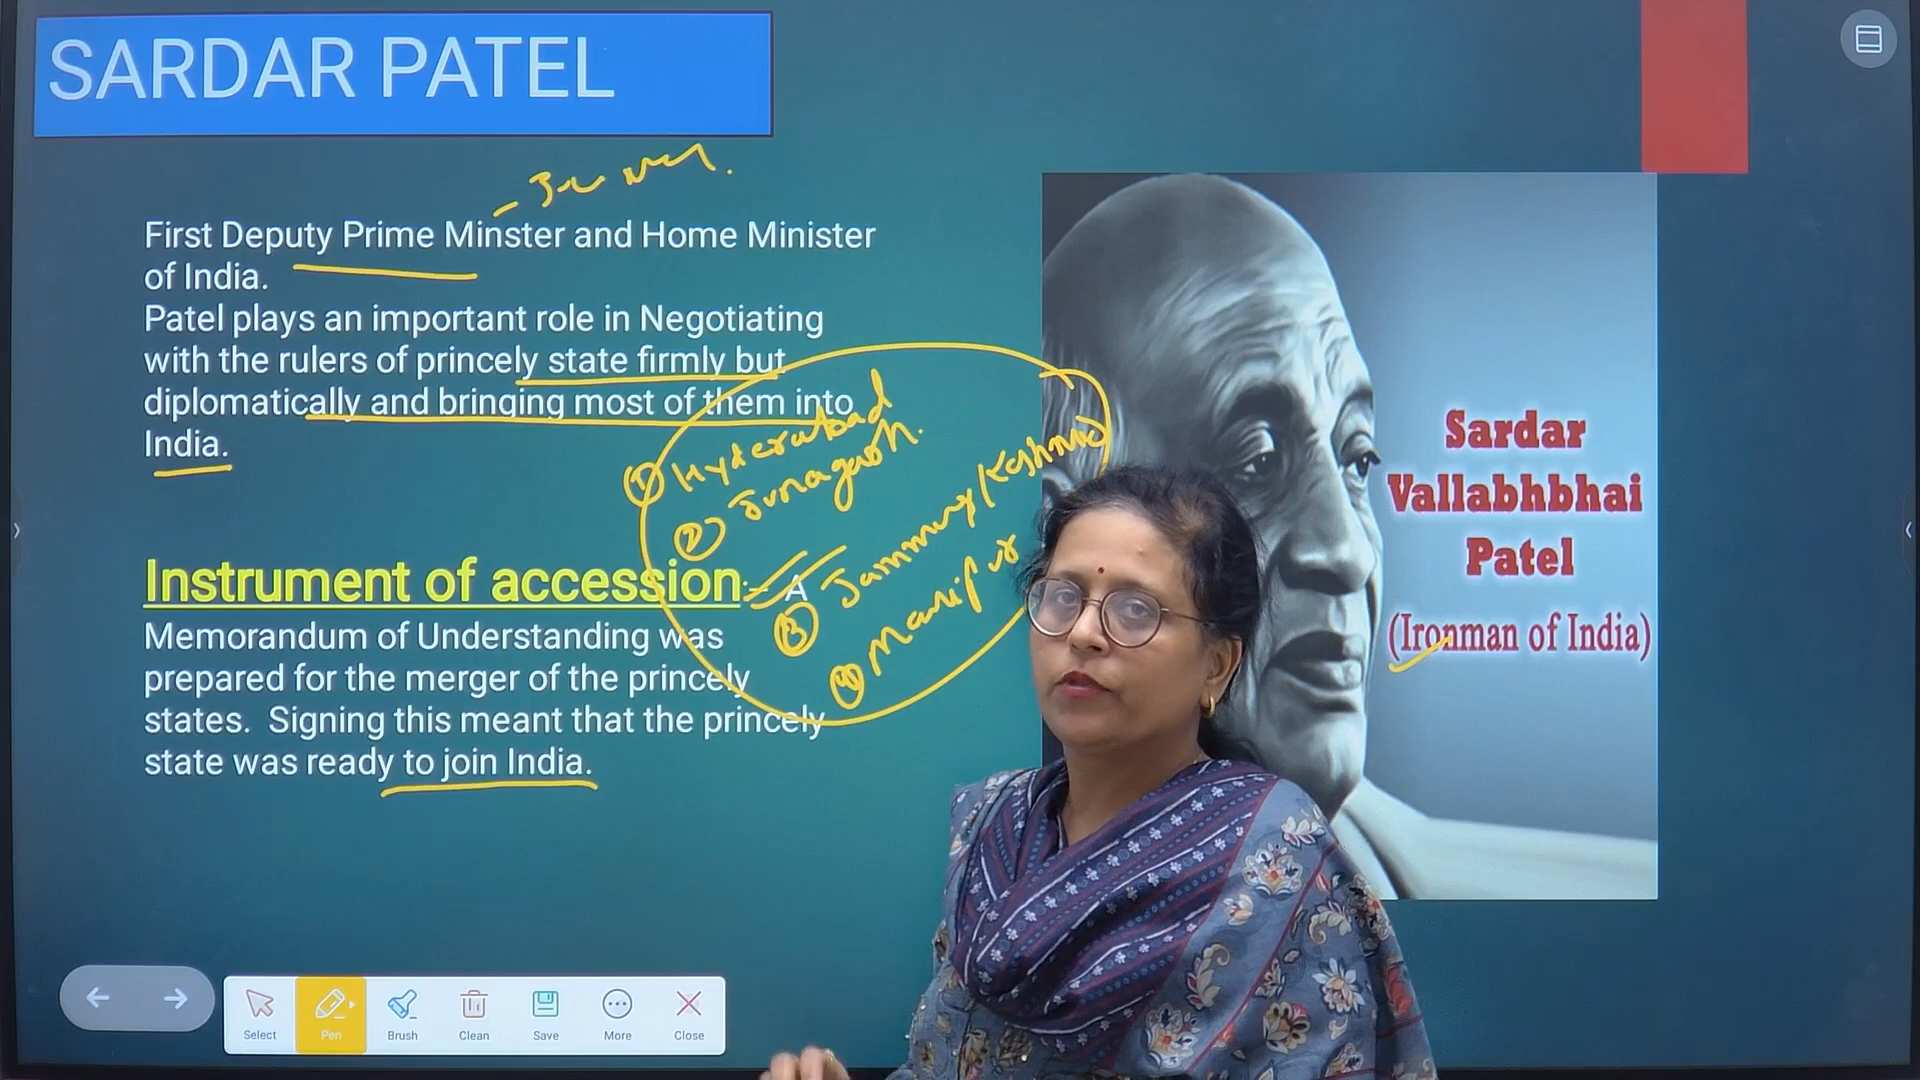 SARDAR PATEL
First Deputy Prime Minster and Home Minister
of India.
Patel plays an important role in Negotiating
with the rulers of princely state firmly but
diplomatically and bringing most of them into
India.
① Hyderabad
② Junagarh.
③ Jammu/Kashmir
④ Manipur
Instrument of accession:- A
Memorandum of Understanding was
prepared for the merger of the princely
states. Signing this meant that the princely
state was ready to join India.
Sardar
Vallabhbhai
Patel
(Ironman of India)
Select
Pen
Brush
Clean
Save
More
Close